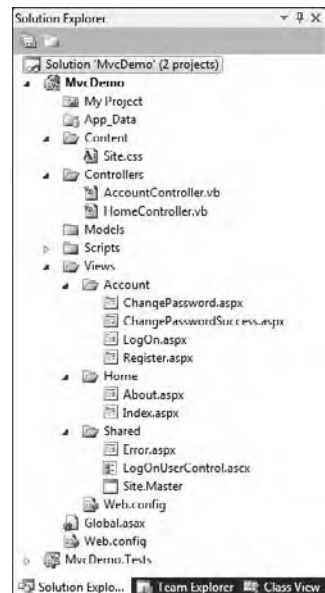 Solution Explorer
Solution 'MvcDemo' (2 projects)
MvcDemo
My Project
App_Data
Content
Site.css
Controllers
AccountController.vb
HomeController.vb
Models
Scripts
Views
Account
ChangePassword.aspx
ChangePasswordSuccess.aspx
LogOn.aspx
Register.aspx
Home
About.aspx
Index.aspx
Shared
Error.aspx
LogOnUserControl.ascx
Site.Master
Web.config
Global.asax
Web.config
MvcDemo.Tests
Solution Explo... Team Explorer Class View